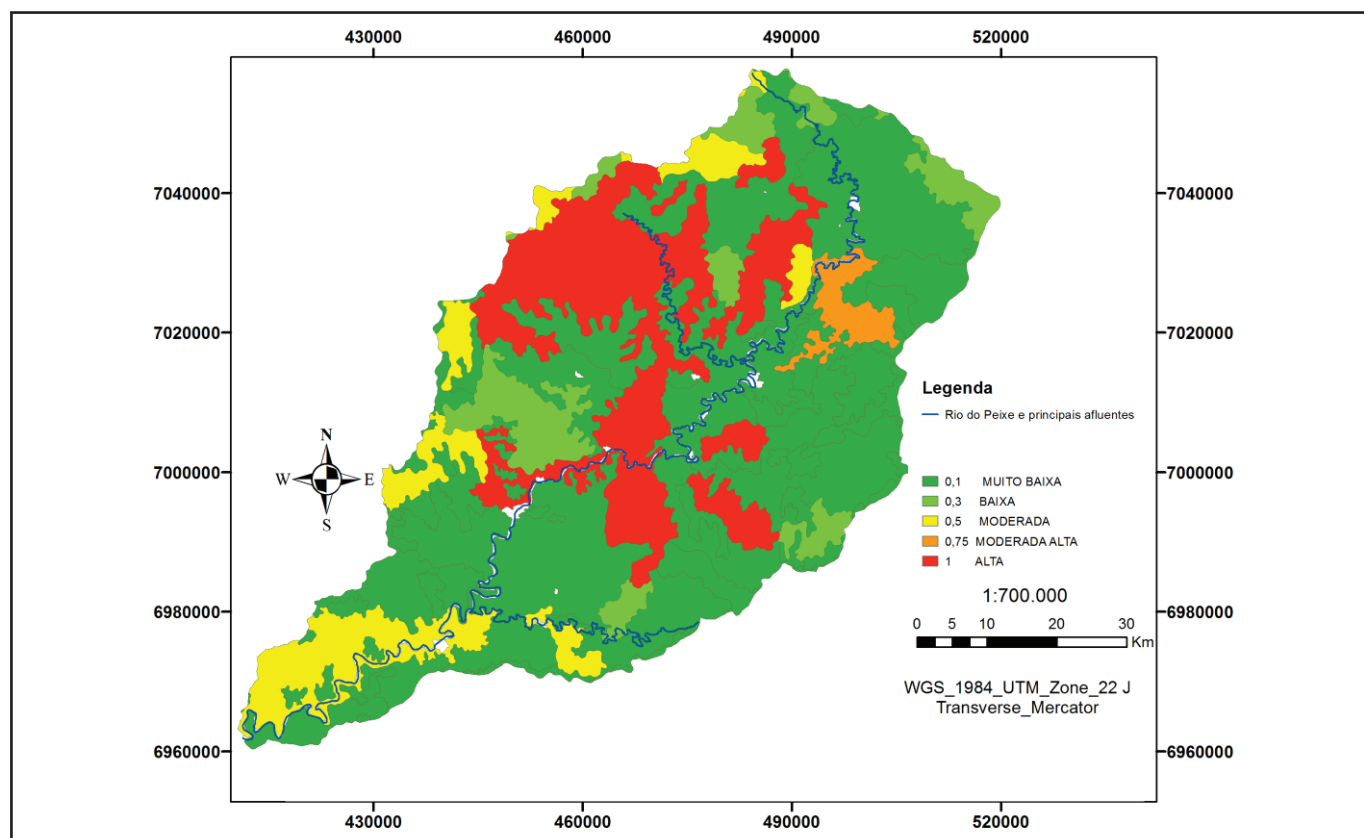 430000 460000 490000 520000
7040000 7040000
7020000 7020000
Legenda
Rio do Peixe e principais afluentes
N
7000000 7000000
W E
S
0,1 MUITO BAIXA
0,3 BAIXA
0,5 MODERADA
0,75 MODERADA ALTA
1 ALTA
1:700.000
6980000 6980000
0 5 10 20 30
Km
WGS_1984_UTM_Zone_22 J
Transverse_Mercator
6960000 6960000
430000 460000 490000 520000